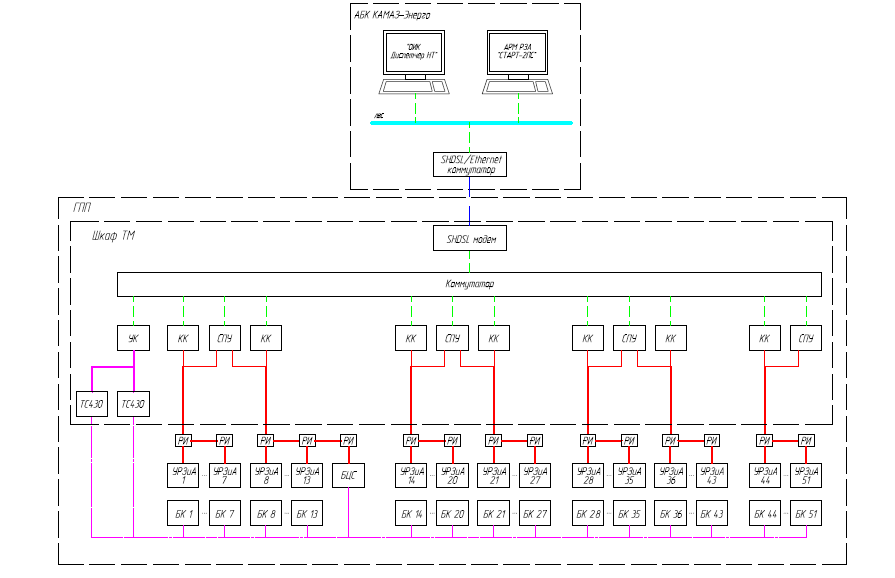 АБК КАМАЗ-Энерго
"ОИК
Диспетчер НТ"
АРМ РЗА
"СТАРТ-2ПС"
ЛВС
SHDSL/Ethernet
коммутатор
ГПП
Шкаф ТМ
SHDSL модем
Коммутатор
УК КК СПУ КК КК СПУ КК КК СПУ КК КК СПУ
ТС430 ТС430
РИ РИ РИ РИ РИ РИ РИ РИ РИ РИ РИ РИ РИ РИ РИ
УРЗиА УРЗиА УРЗиА УРЗиА БЦС УРЗиА УРЗиА УРЗиА УРЗиА УРЗиА УРЗиА УРЗиА УРЗиА УРЗиА УРЗиА
1 ... 7 8 ... 13 14 ... 20 21 ... 27 28 ... 35 36 ... 43 44 ... 51
БК 1 ... БК 7 БК 8 ... БК 13 БК 14 ... БК 20 БК 21 ... БК 27 БК 28 ... БК 35 БК 36 ... БК 43 БК 44 ... БК 51